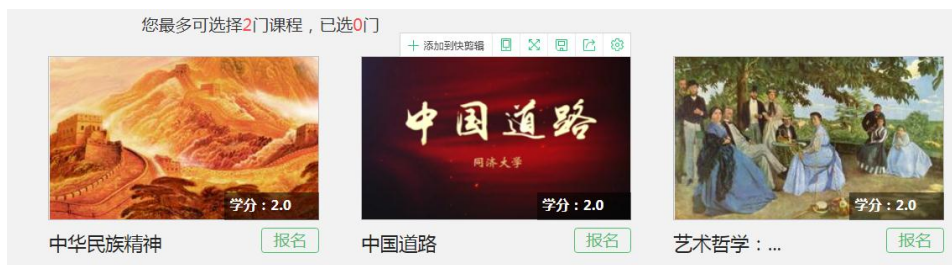 您最多可选择2门课程，已选0门
添加到快剪辑
中国道路
同济大学
学分：2.0
学分：2.0
学分：2.0
中华民族精神
报名
中国道路
报名
艺术哲学：...
报名